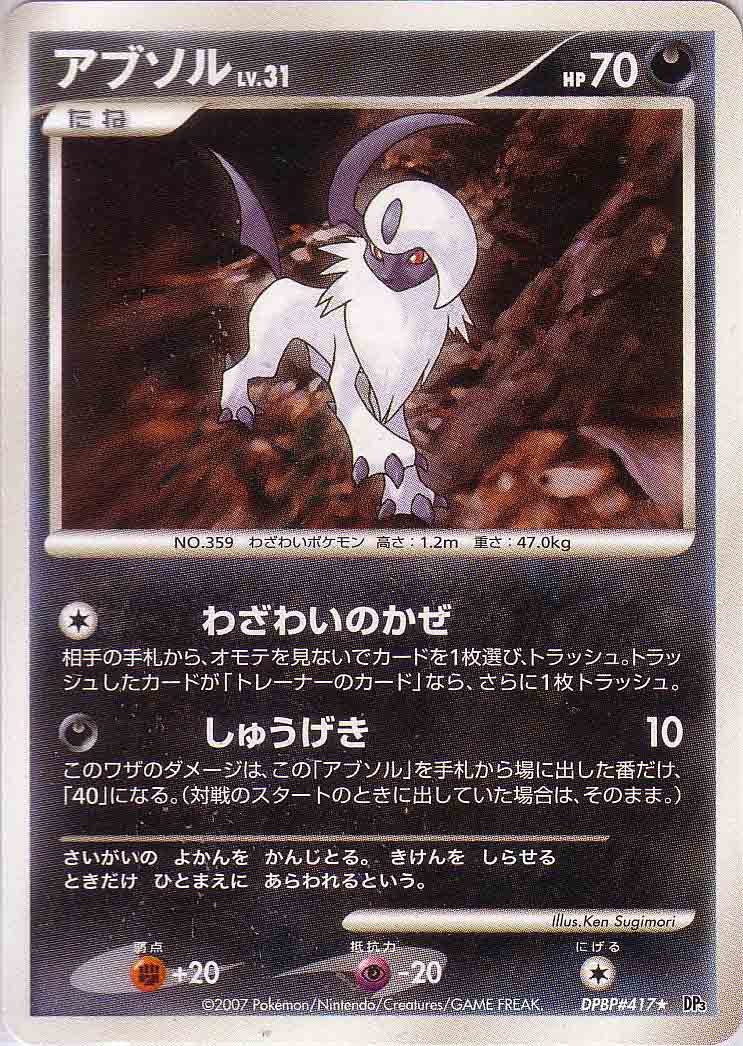 アブソル LV.31 HP 70
たね
NO.359 わざわいポケモン 高さ:1.2m 重さ:47.0kg
わざわいのかぜ
相手の手札から、オモテを見ないでカードを1枚選び、トラッシュ。トラッ
シュしたカードが「トレーナーのカード」なら、さらに1枚トラッシュ。
しゅうげき 10
このワザのダメージは、この「アブソル」を手札から場に出した番だけ、
「40」になる。(対戦のスタートのときに出していた場合は、そのまま。)
さいがいの よかんを かんじとる。 きけんを しらせる
ときだけ ひとまえに あらわれるという。
Illus.Ken Sugimori
弱点 抵抗力 にげる
+20 -20
©2007 Pokémon/Nintendo/Creatures/GAME FREAK. DPBP#417★ DP3